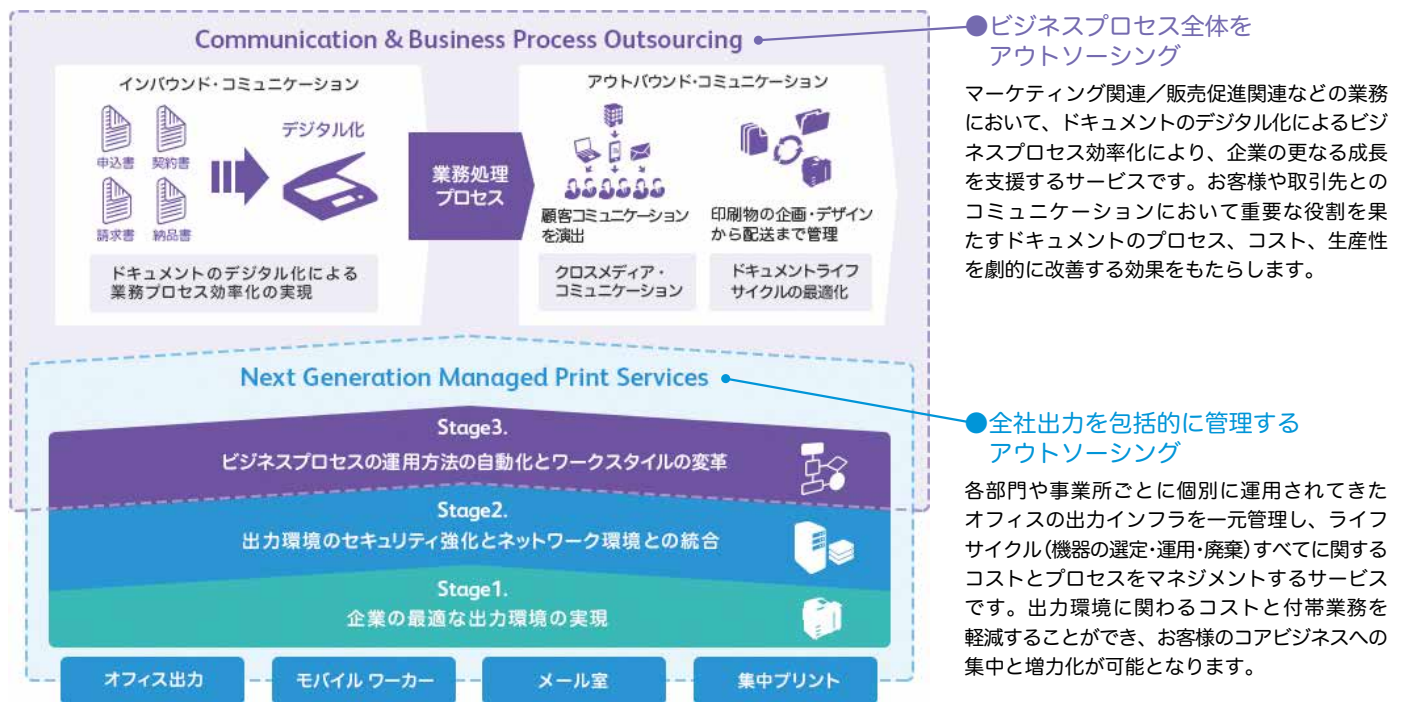 Communication & Business Process Outsourcing
インバウンド・コミュニケーション
申込書
契約書
請求書
納品書
デジタル化
ドキュメントのデジタル化による
業務プロセス効率化の実現
業務処理
プロセス
アウトバウンド・コミュニケーション
顧客コミュニケーション
を演出
クロスメディア・
コミュニケーション
印刷物の企画・デザイン
から配送まで管理
ドキュメントライフ
サイクルの最適化
Next Generation Managed Print Services
Stage3.
ビジネスプロセスの運用方法の自動化とワークスタイルの変革
Stage2.
出力環境のセキュリティ強化とネットワーク環境との統合
Stage1.
企業の最適な出力環境の実現
オフィス出力
モバイル ワーカー
メール室
集中プリント
●ビジネスプロセス全体を
アウトソーシング
マーケティング関連／販売促進関連などの業務
において、ドキュメントのデジタル化によるビジ
ネスプロセス効率化により、企業の更なる成長
を支援するサービスです。お客様や取引先との
コミュニケーションにおいて重要な役割を果
たすドキュメントのプロセス、コスト、生産性
を劇的に改善する効果をもたらします。
●全社出力を包括的に管理する
アウトソーシング
各部門や事業所ごとに個別に運用されてきた
オフィスの出力インフラを一元管理し、ライフ
サイクル（機器の選定・運用・廃棄）すべてに関する
コストとプロセスをマネジメントするサービス
です。出力環境に関わるコストと付帯業務を
軽減することができ、お客様のコアビジネスへの
集中と増力化が可能となります。